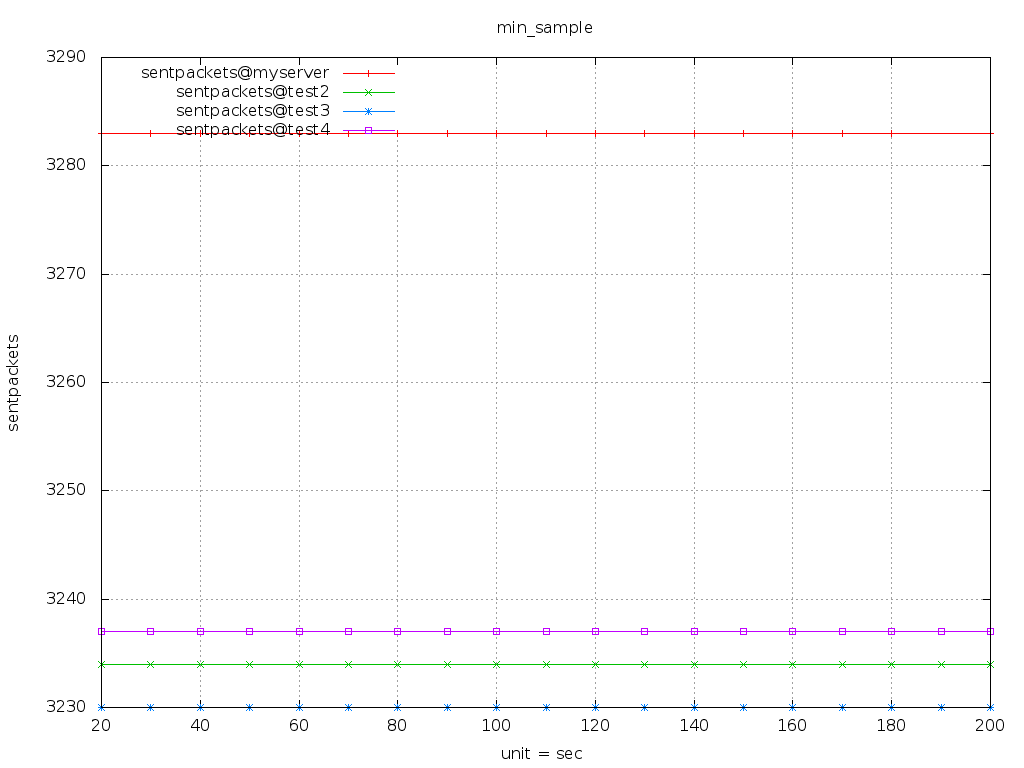 min_sample
3290
sentpackets@myserver
sentpackets@test2
sentpackets@test3
sentpackets@test4
3280
3270
3260
sentpackets
3250
3240
3230
20 40 60 80 100 120 140 160 180 200
unit = sec